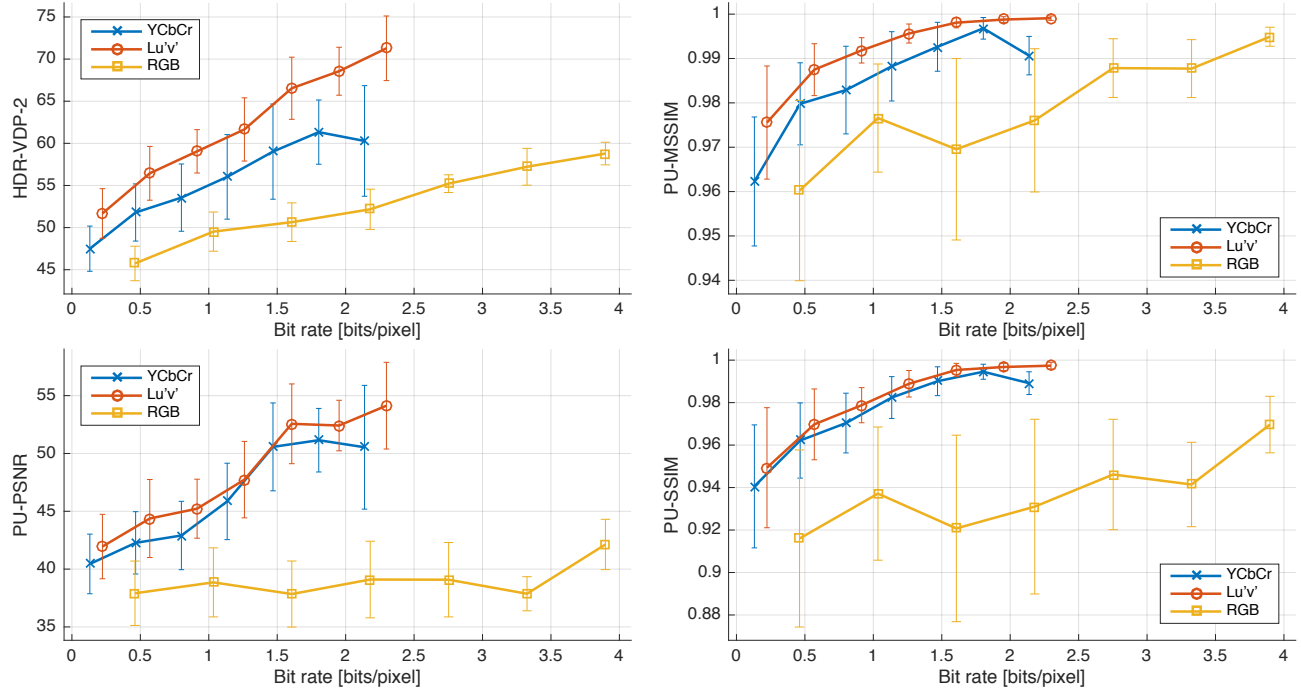 75
70
65
60
55
50
45
HDR-VDP-2
YCbCr
Lu'v'
RGB
0 0.5 1 1.5 2 2.5 3 3.5 4
Bit rate [bits/pixel]
1
0.99
0.98
0.97
0.96
0.95
0.94
PU-MSSIM
YCbCr
Lu'v'
RGB
0 0.5 1 1.5 2 2.5 3 3.5 4
Bit rate [bits/pixel]
55
50
45
40
35
PU-PSNR
YCbCr
Lu'v'
RGB
0 0.5 1 1.5 2 2.5 3 3.5 4
Bit rate [bits/pixel]
1
0.98
0.96
0.94
0.92
0.9
0.88
PU-SSIM
YCbCr
Lu'v'
RGB
0 0.5 1 1.5 2 2.5 3 3.5 4
Bit rate [bits/pixel]